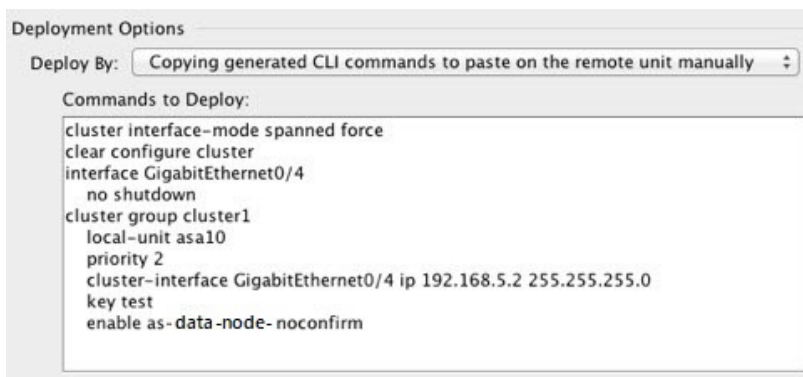 Deployment Options
Deploy By: Copying generated CLI commands to paste on the remote unit manually
Commands to Deploy:
cluster interface-mode spanned force
clear configure cluster
interface GigabitEthernet0/4
no shutdown
cluster group cluster1
local-unit asa10
priority 2
cluster-interface GigabitEthernet0/4 ip 192.168.5.2 255.255.255.0
key test
enable as-data-node-noconfirm